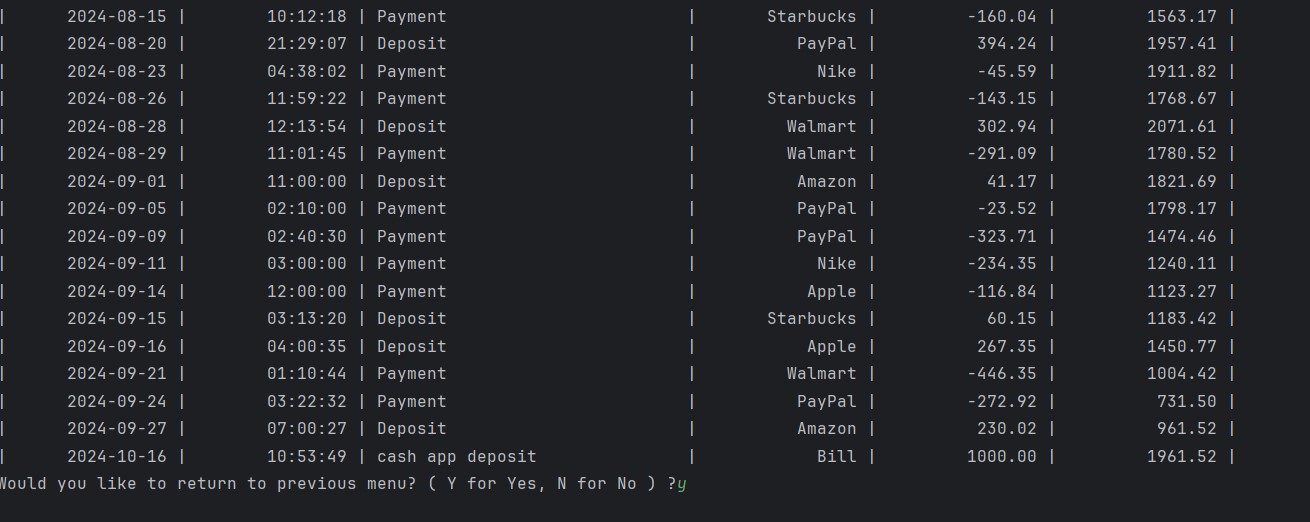 | 2024-08-15 | 10:12:18 | Payment | Starbucks | -160.04 | 1563.17 |
| 2024-08-20 | 21:29:07 | Deposit | PayPal | 394.24 | 1957.41 |
| 2024-08-23 | 04:38:02 | Payment | Nike | -45.59 | 1911.82 |
| 2024-08-26 | 11:59:22 | Payment | Starbucks | -143.15 | 1768.67 |
| 2024-08-28 | 12:13:54 | Deposit | Walmart | 302.94 | 2071.61 |
| 2024-08-29 | 11:01:45 | Payment | Walmart | -291.09 | 1780.52 |
| 2024-09-01 | 11:00:00 | Deposit | Amazon | 41.17 | 1821.69 |
| 2024-09-05 | 02:10:00 | Payment | PayPal | -23.52 | 1798.17 |
| 2024-09-09 | 02:40:30 | Payment | PayPal | -323.71 | 1474.46 |
| 2024-09-11 | 03:00:00 | Payment | Nike | -234.35 | 1240.11 |
| 2024-09-14 | 12:00:00 | Payment | Apple | -116.84 | 1123.27 |
| 2024-09-15 | 03:13:20 | Deposit | Starbucks | 60.15 | 1183.42 |
| 2024-09-16 | 04:00:35 | Deposit | Apple | 267.35 | 1450.77 |
| 2024-09-21 | 01:10:44 | Payment | Walmart | -446.35 | 1004.42 |
| 2024-09-24 | 03:22:32 | Payment | PayPal | -272.92 | 731.50 |
| 2024-09-27 | 07:00:27 | Deposit | Amazon | 230.02 | 961.52 |
| 2024-10-16 | 10:53:49 | cash app deposit | Bill | 1000.00 | 1961.52 |
Would you like to return to previous menu? ( Y for Yes, N for No ) ?y